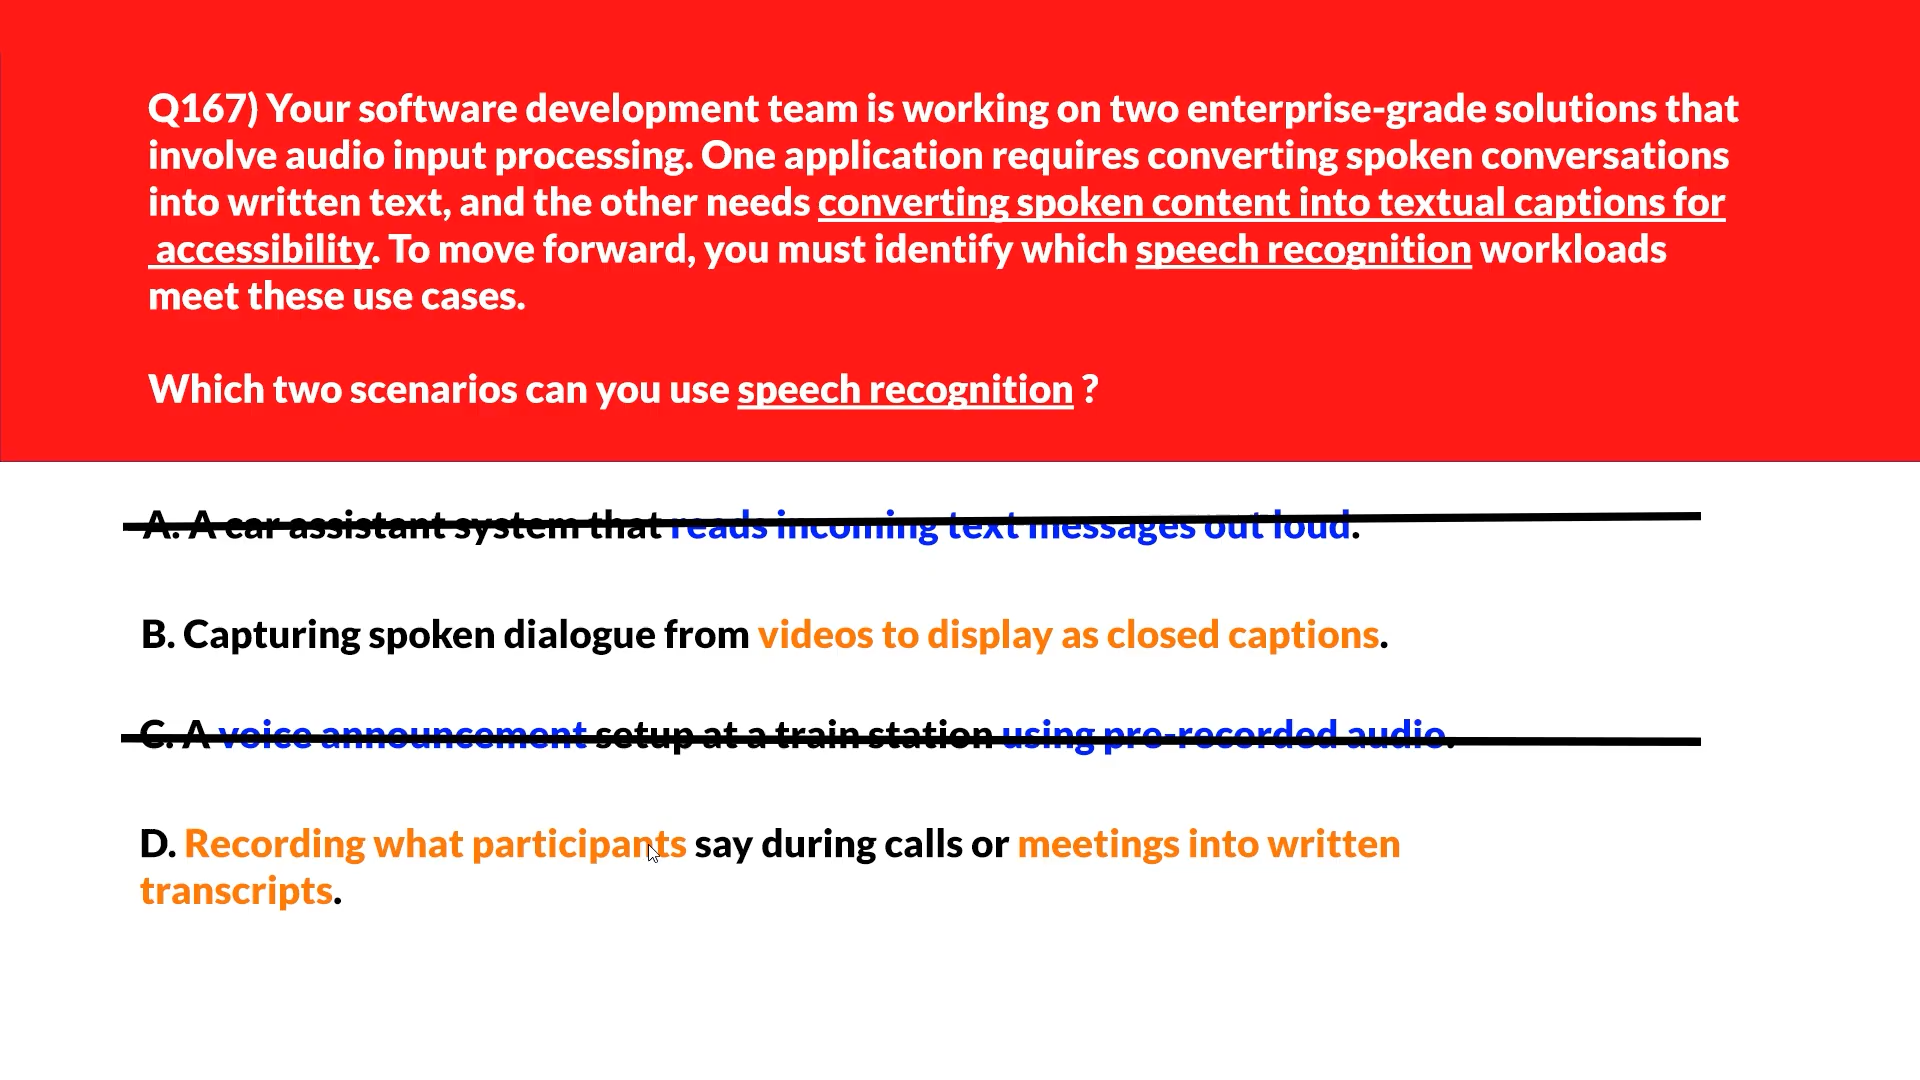 Q167) Your software development team is working on two enterprise-grade solutions that
involve audio input processing. One application requires converting spoken conversations
into written text, and the other needs converting spoken content into textual captions for
accessibility. To move forward, you must identify which speech recognition workloads
meet these use cases.
Which two scenarios can you use speech recognition ?
A. A car assistant system that reads incoming text messages out loud.
B. Capturing spoken dialogue from videos to display as closed captions.
C. A voice announcement setup at a train station using pre-recorded audio.
D. Recording what participants say during calls or meetings into written
transcripts.